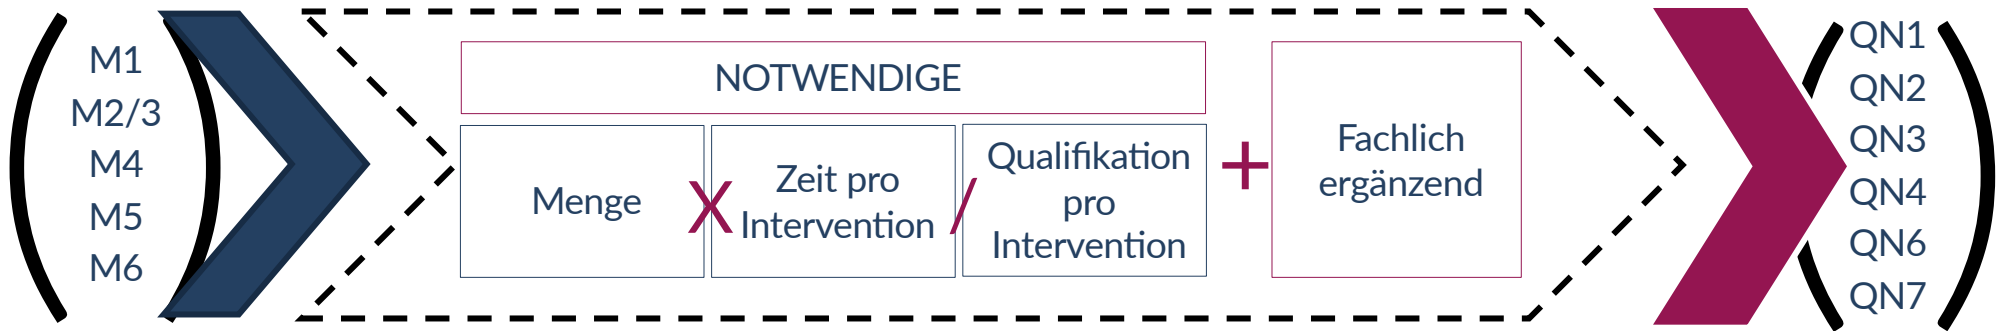 M1
M2/3
M4
M5
M6
NOTWENDIGE
Menge
X
Zeit pro
Intervention
/
Qualifikation
pro
Intervention
+
Fachlich
ergänzend
QN1
QN2
QN3
QN4
QN6
QN7